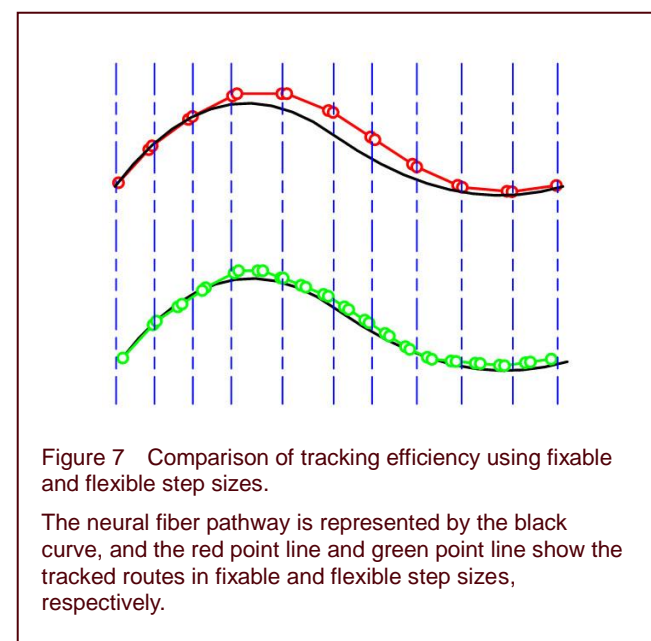 Figure 7 Comparison of tracking efficiency using fixable
and flexible step sizes.
The neural fiber pathway is represented by the black
curve, and the red point line and green point line show the
tracked routes in fixable and flexible step sizes,
respectively.